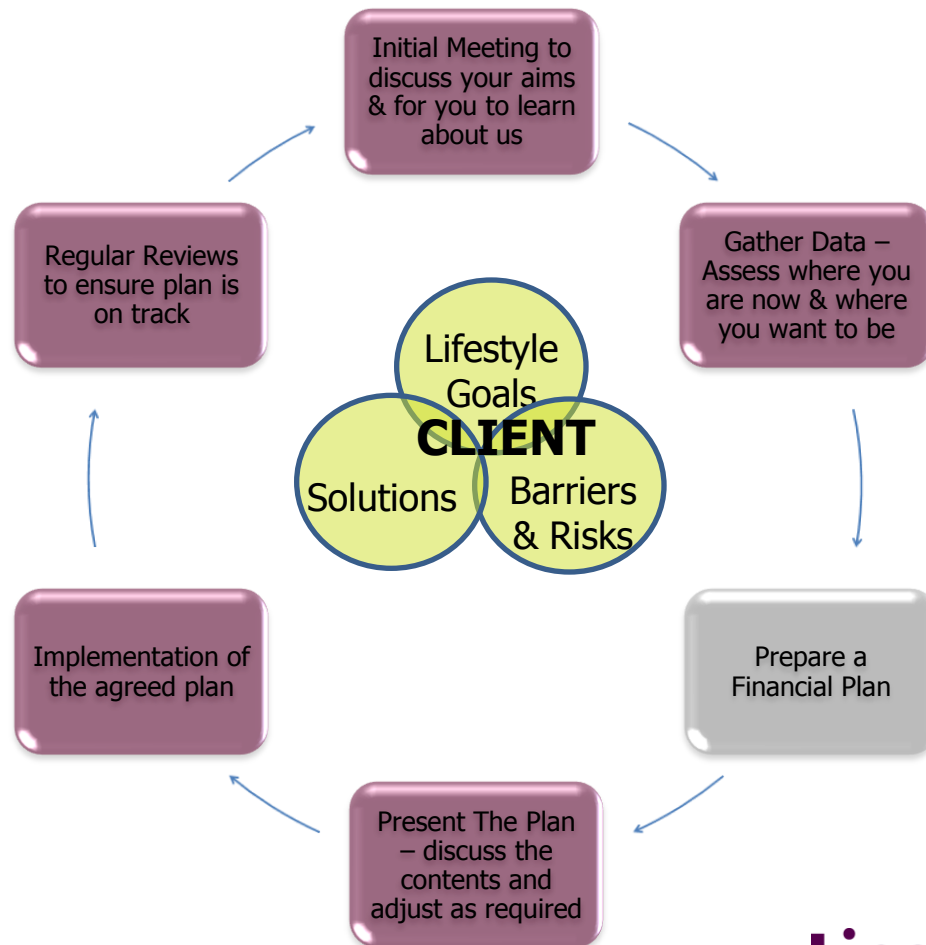 Initial Meeting to
discuss your aims
& for you to learn
about us
Gather Data –
Assess where you
are now & where
you want to be
Prepare a
Financial Plan
Present The Plan
– discuss the
contents and
adjust as required
Implementation of
the agreed plan
Regular Reviews
to ensure plan is
on track
Lifestyle
Goals
CLIENT
Solutions
Barriers
& Risks